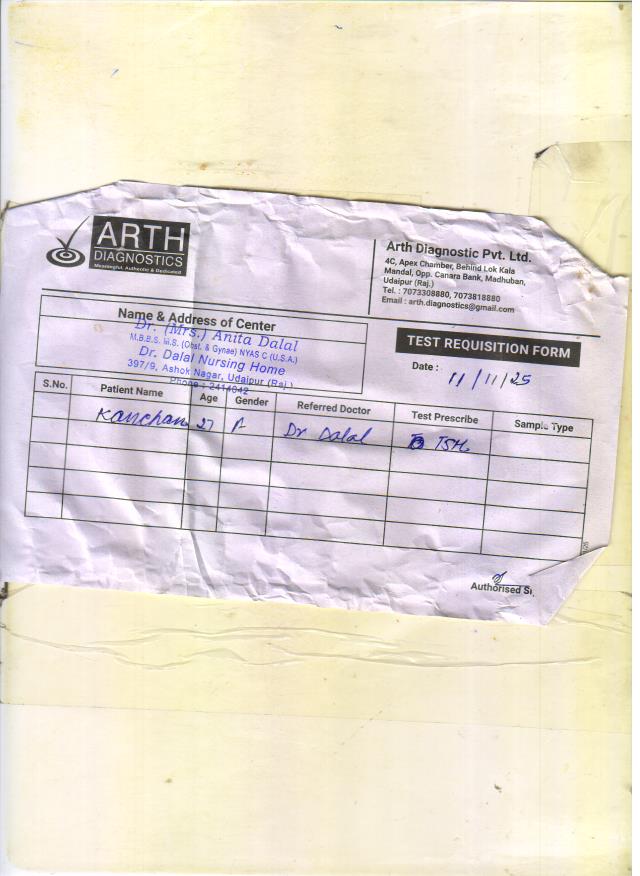 ARTH
DIAGNOSTICS
Meaningful, Authentic & Dedicated
Arth Diagnostic Pvt. Ltd.
4C, Apex Chamber, Behind Lok Kala
Mandal, Opp. Canara Bank, Madhuban,
Udaipur (Raj.)
Tel. : 7073308880, 7073818880
Email : arth.diagnostics@gmail.com
Name & Address of Center
Dr. (Mrs.) Anita Dalal
M.B.B.S. M.S. (Obst. & Gynae) NYAS C (U.S.A.)
Dr. Dalal Nursing Home
397/9, Ashok Nagar, Udaipur (Raj.)
Phone : 2414042
TEST REQUISITION FORM
Date : 11/11/25
S.No. Patient Name Age Gender Referred Doctor Test Prescribe Sample Type
Kanchan 27 Dr Dalal TSH
Authorised Si